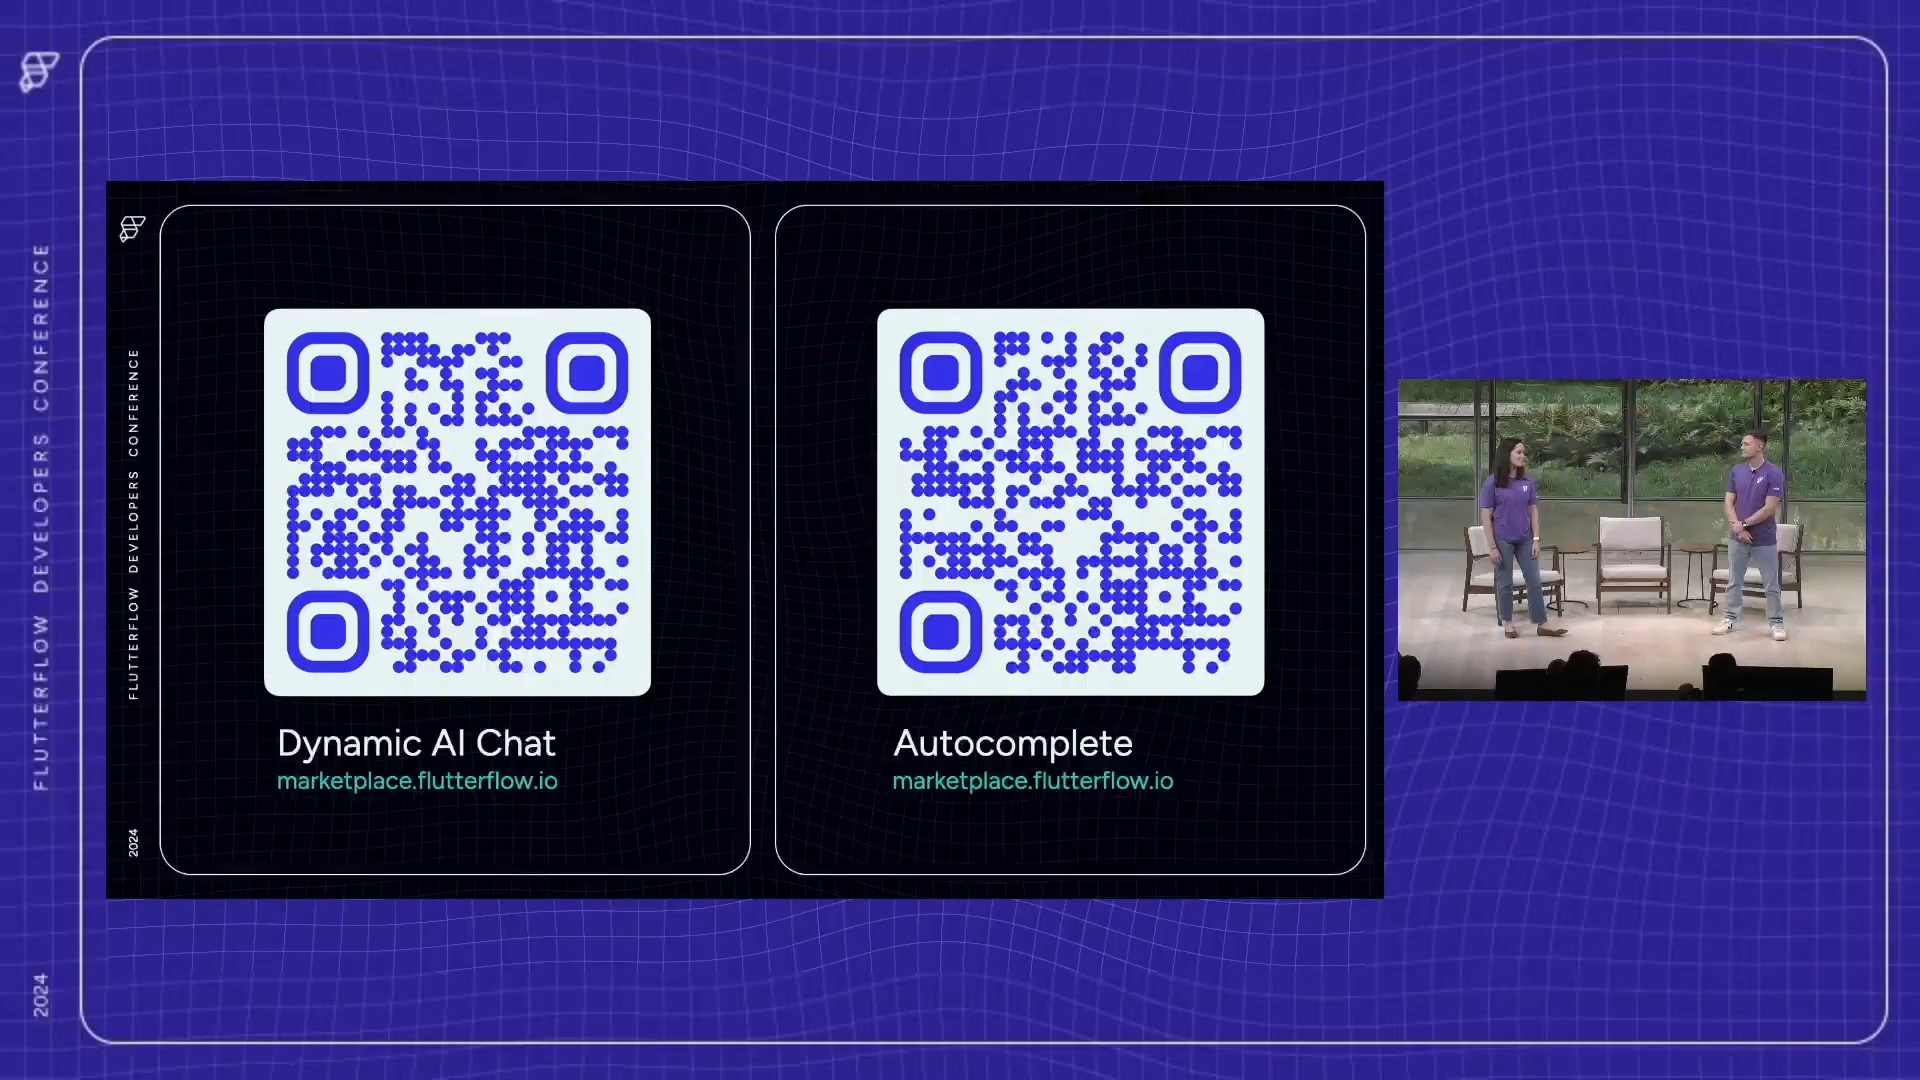 FLUTTERFLOW DEVELOPERS CONFERENCE
2024
FLUTTERFLOW DEVELOPERS CONFERENCE
2024
Dynamic AI Chat
marketplace.flutterflow.io
Autocomplete
marketplace.flutterflow.io